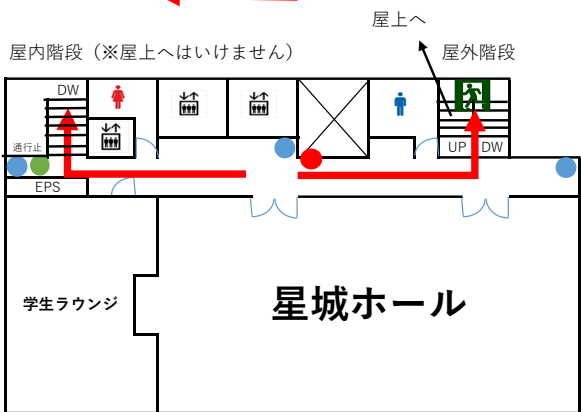 屋上へ
屋内階段（※屋上へはいけません）
屋外階段
DW
通行止
UP
DW
EPS
学生ラウンジ
星城ホール